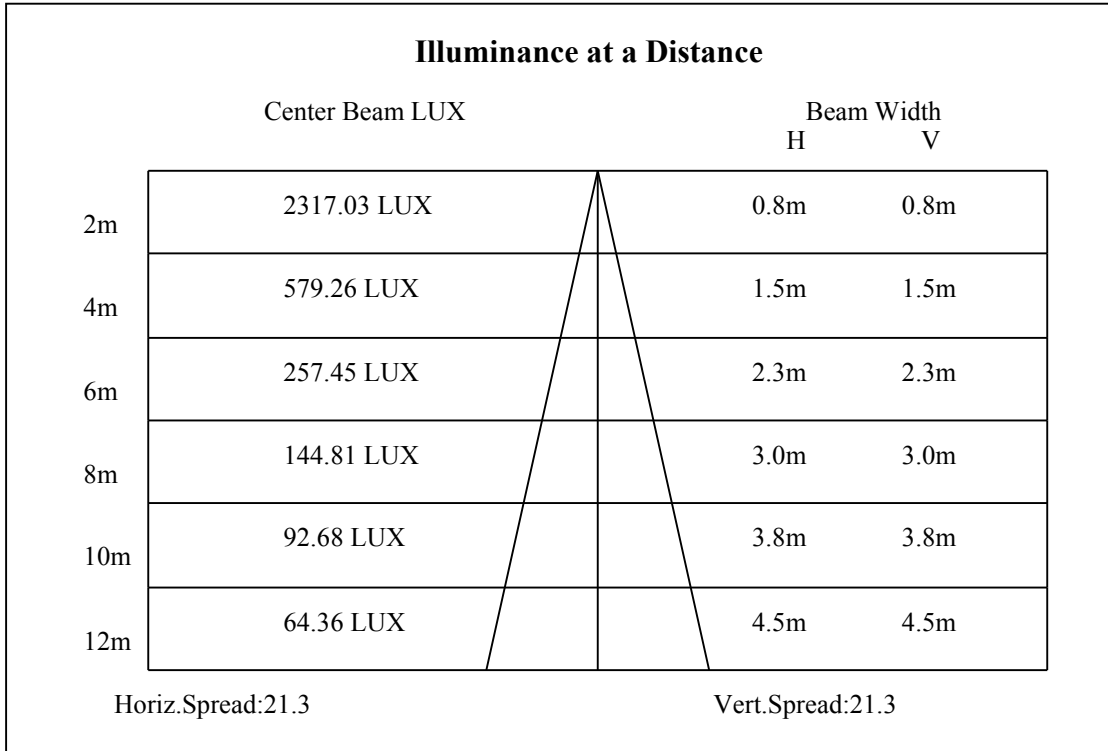 Illuminance at a Distance
Center Beam LUX Beam Width
H V
2m 2317.03 LUX 0.8m 0.8m
4m 579.26 LUX 1.5m 1.5m
6m 257.45 LUX 2.3m 2.3m
8m 144.81 LUX 3.0m 3.0m
10m 92.68 LUX 3.8m 3.8m
12m 64.36 LUX 4.5m 4.5m
Horiz.Spread:21.3 Vert.Spread:21.3